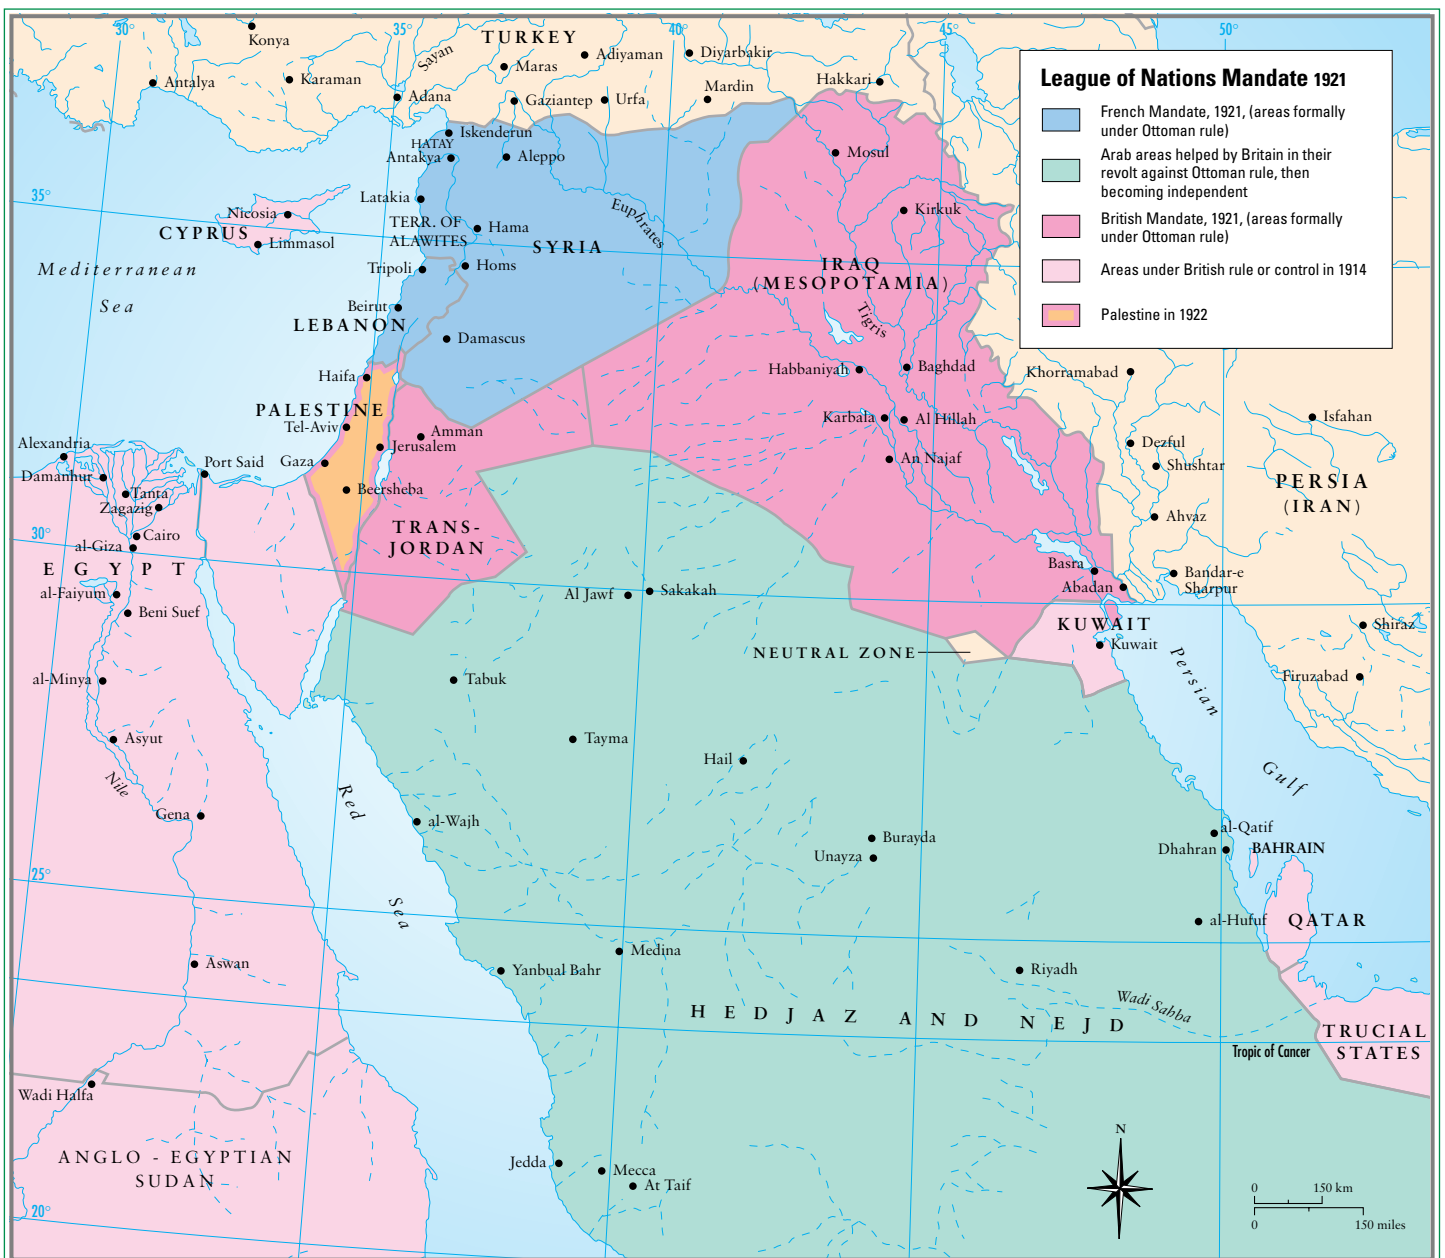 30°
35°
40°
45°
50°
Konya
Sayan
TURKEY
Adiyaman
Diyarbakir
Antalya
Karaman
Maras
Adana
Gaziantep
Urfa
Mardin
Hakkari
League of Nations Mandate 1921
French Mandate, 1921, (areas formally
under Ottoman rule)
Arab areas helped by Britain in their
revolt against Ottoman rule, then
becoming independent
British Mandate, 1921, (areas formally
under Ottoman rule)
Areas under British rule or control in 1914
Palestine in 1922
Iskenderun
HATAY
Antakya
Aleppo
Mosul
35°
Latakia
Nicosia
CYPRUS
Limmasol
TERR. OF
ALAWITES
Hama
Euphrates
SYRIA
Kirkuk
Mediterranean
Sea
Tripoli
Homs
IRAQ
(MESOPOTAMIA)
Beirut
LEBANON
Tigris
Damascus
Haifa
Habbaniyah
Baghdad
Khorramabad
PALESTINE
Tel-Aviv
Karbala
Al Hillah
Isfahan
Alexandria
Amman
Jerusalem
Dezful
Port Said
Gaza
An Najaf
Shushtar
Damanhur
Tanta
Beersheba
PERSIA
(IRAN)
Zagazig
Ahvaz
30°
Cairo
al-Giza
TRANS-
JORDAN
EGYPT
Basra
Bandar-e
Sharpur
al-Faiyum
Al Jawf
Sakakah
Abadan
Beni Suef
KUWAIT
Shiraz
NEUTRAL ZONE
Kuwait
al-Minya
Tabuk
Persian
Gulf
Firuzabad
Asyut
Tayma
Hail
Nile
Red
Sea
Gena
al-Wajh
Burayda
Unayza
al-Qatif
Dhahran
BAHRAIN
25°
al-Hufuf
QATAR
Medina
Aswan
Yanbual Bahr
Riyadh
Wadi Sahba
HEDJAZ AND NEJD
TRUCIAL
STATES
Tropic of Cancer
Wadi Halfa
ANGLO - EGYPTIAN
SUDAN
N
Jedda
Mecca
At Taif
20°
0 150 km
0 150 miles